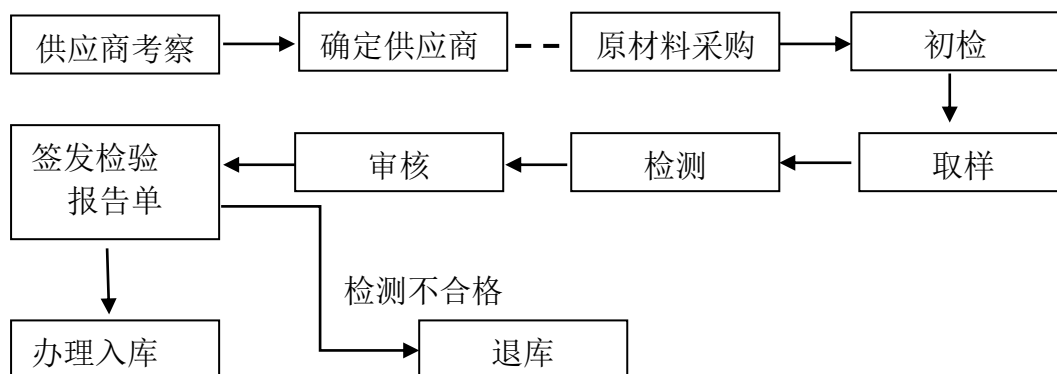 供应商考察
确定供应商
原材料采购
初检
取样
检测
审核
签发检验
报告单
检测不合格
办理入库
退库